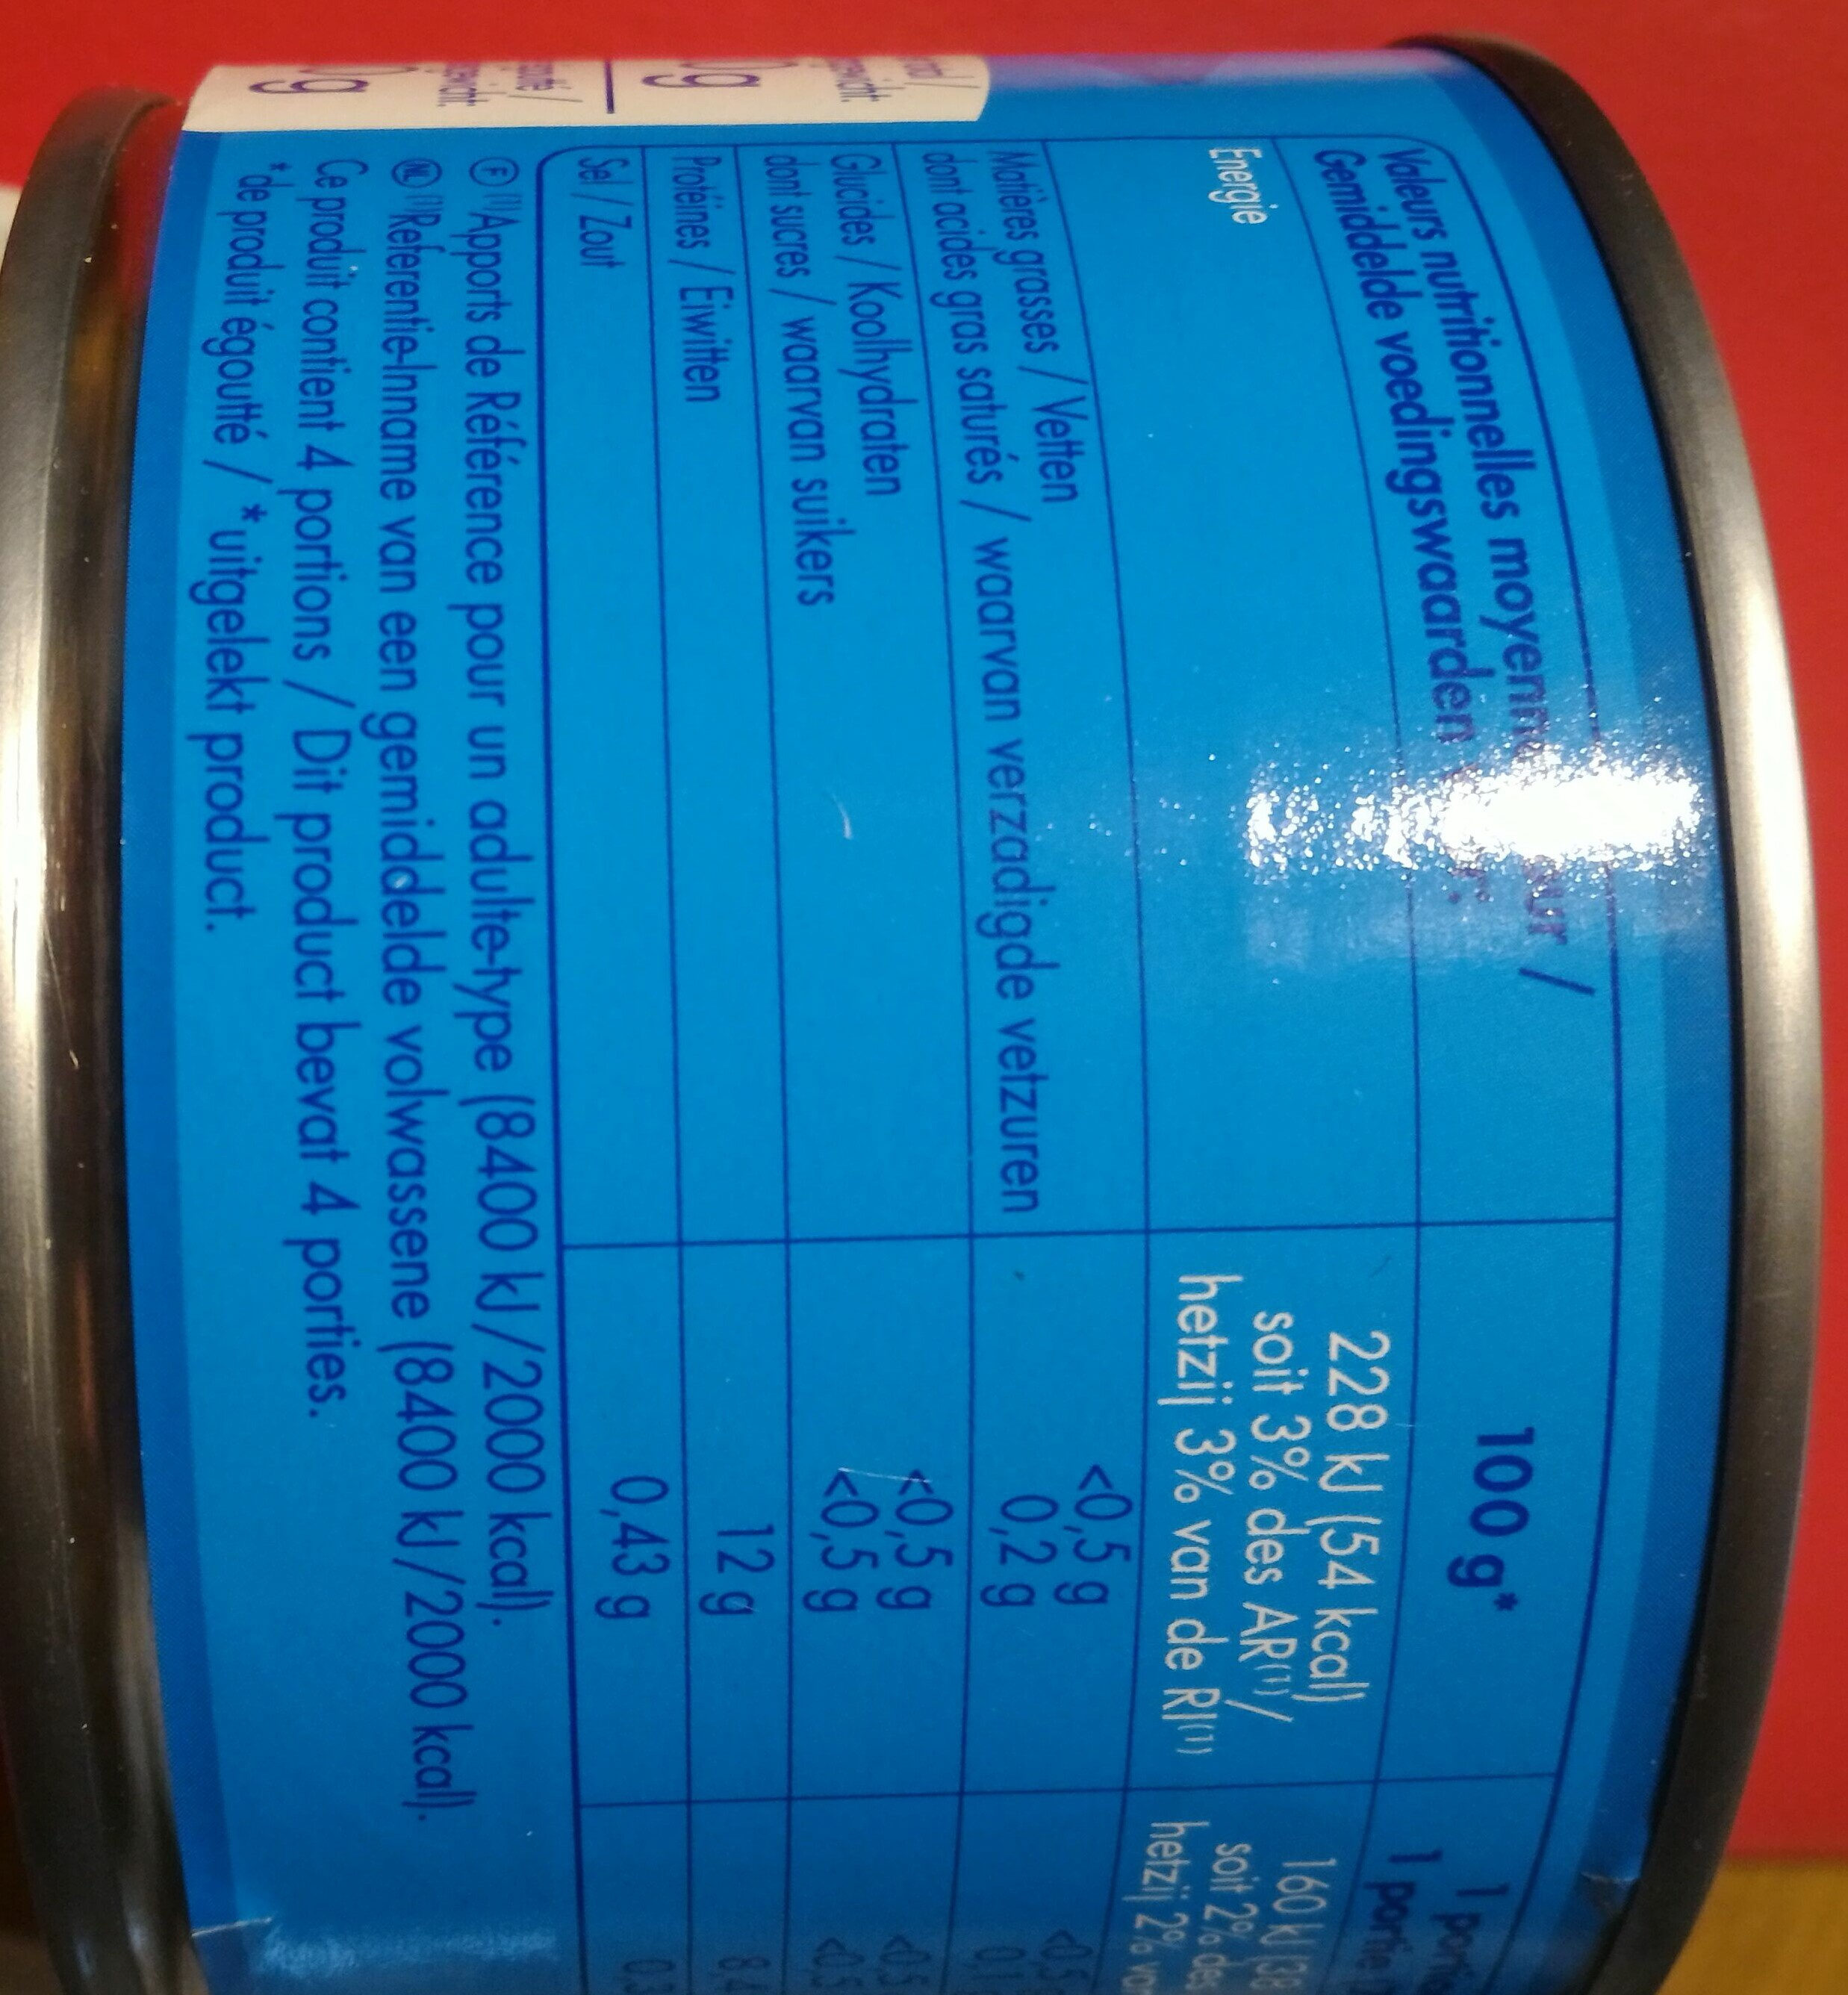 Valeurs nutritionnelles /
Gemiddelde voedingswaarden
100 g*
1
1
Energie
228 kJ (54 kcal)
soit 3% des AR(1)/
hetzij 3% van de RI(1)
160 kJ (38
soit 2% des
hetzij 2%
Matières grasses / Vetten
<0,5 g
dont acides gras saturés / waarvan verzadigde vetzuren
0,2 g
Glucides / Koolhydraten
<0,5 g
dont sucres / waarvan suikers
<0,5 g
Protéines / Eiwitten
12 g
8,4
Sel / Zout
0,43 g
F (1)Apports de Référence pour un adulte-type (8400 kJ/2000 kcal).
NL (1)Referentie-Inname van een gemiddelde volwassene (8400 kJ/2000 kcal).
Ce produit contient 4 portions / Dit product bevat 4 porties.
*de produit égoutté / *uitgelekt product.